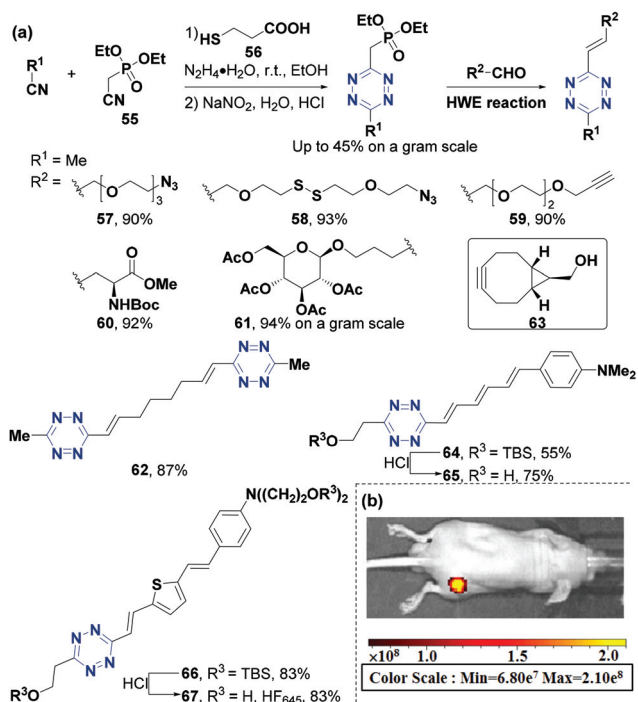 (a)
R¹
CN
+
EtO OEt
P
O
CN
55
1) HS COOH
56
N₂H₄•H₂O, r.t., EtOH
2) NaNO₂, H₂O, HCl
EtO OEt
P
O
N N
N N
R¹
Up to 45% on a gram scale
R²−CHO
HWE reaction
R²
N N
N N
R¹
R¹ = Me
R² =
O N₃
3
57, 90%
O S S O N₃
58, 93%
O O
2
59, 90%
O
OMe
NHBoc
60, 92%
AcO O O
AcO OAc
OAc
61, 94% on a gram scale
H
OH
H
63
N N Me
N N
N N
Me N N
62, 87%
NMe₂
N N
R³O N N
64, R³ = TBS, 55%
HCl
65, R³ = H, 75%
N((CH₂)₂OR³)₂
S
N N
N N
R³O
66, R³ = TBS, 83%
HCl
67, R³ = H, HF₆₄₅, 83%
(b)
×10⁸ 1.0 1.5 2.0
Color Scale : Min=6.80e⁷ Max=2.10e⁸